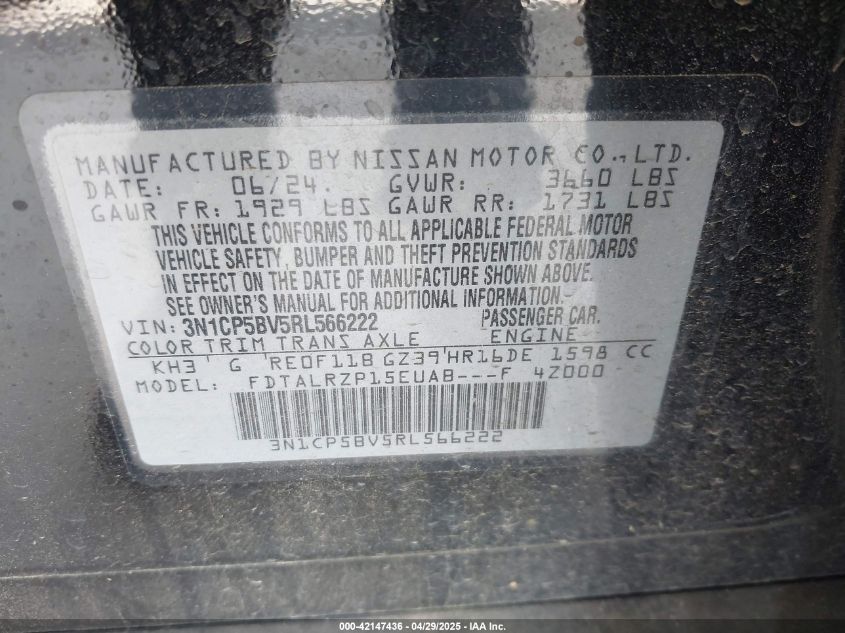 MANUFACTURED BY NISSAN MOTOR CO., LTD.
DATE: 06/24. GVWR: 3660 LBS
GAWR FR: 1929 LBS GAWR RR: 1731 LBS
THIS VEHICLE CONFORMS TO ALL APPLICABLE FEDERAL MOTOR
VEHICLE SAFETY, BUMPER AND THEFT PREVENTION STANDARDS
IN EFFECT ON THE DATE OF MANUFACTURE SHOWN ABOVE.
SEE OWNER'S MANUAL FOR ADDITIONAL INFORMATION.
VIN: 3N1CP5BV5RL566222 PASSENGER CAR.
COLOR TRIM TRANS AXLE ENGINE
KH3 G RE0F11B GZ39 HR16DE 1598 CC
MODEL: FDTALRZP15EUAB---F 4Z000
3N1CP5BV5RL566222
000-42147436 - 04/29/2025 - IAA Inc.